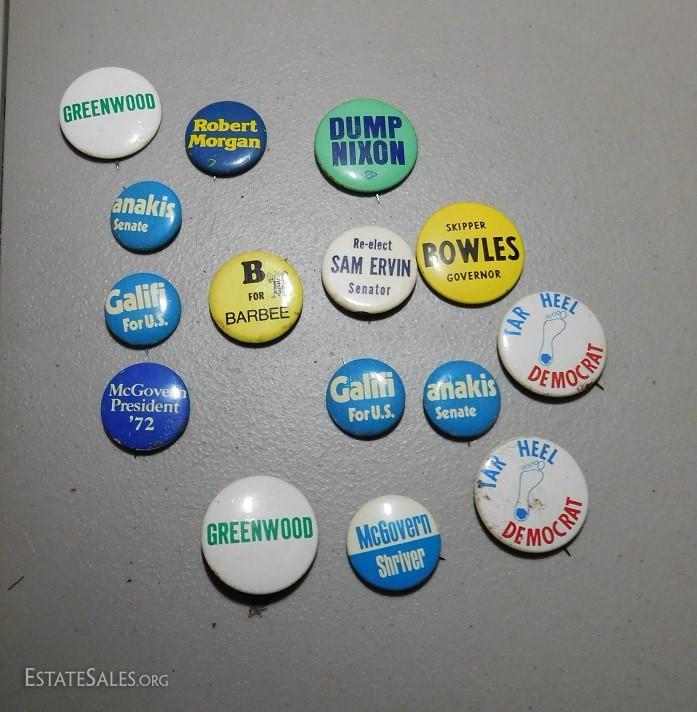 GREENWOOD
Robert
Morgan
DUMP
NIXON
anakis
Senate
Re-elect
SAM ERVIN
Senator
SKIPPER
BOWLES
GOVERNOR
B
FOR
BARBEE
Galifi
For U.S.
TAR HEEL
DEMOCRAT
McGovern
President
'72
Galifi
For U.S.
anakis
Senate
TAR HEEL
DEMOCRAT
GREENWOOD
McGovern
Shriver
ESTATESALES.ORG